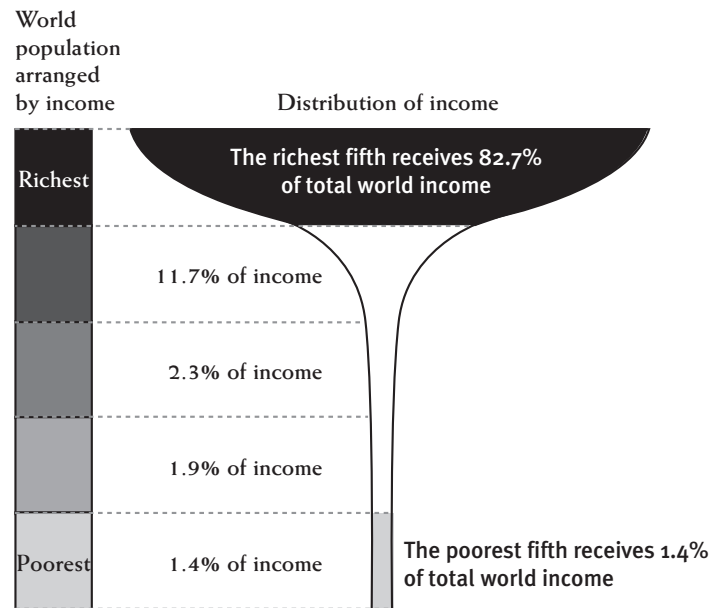 World
population
arranged
by income
Distribution of income
Richest
The richest fifth receives 82.7%
of total world income
11.7% of income
2.3% of income
1.9% of income
Poorest
1.4% of income
The poorest fifth receives 1.4%
of total world income